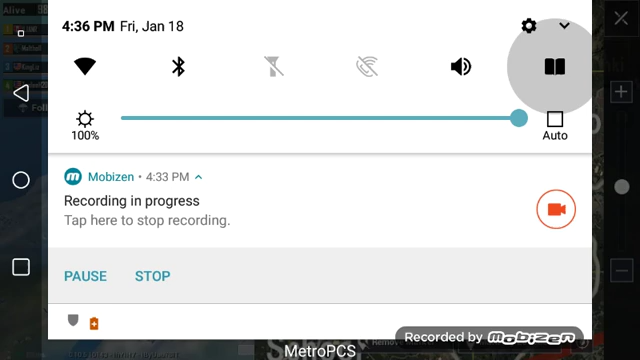 4:36 PM Fri, Jan 18
100%
Auto
Mobizen • 4:33 PM
Recording in progress
Tap here to stop recording.
PAUSE STOP
Recorded by Mobizen
MetroPCS
Alive